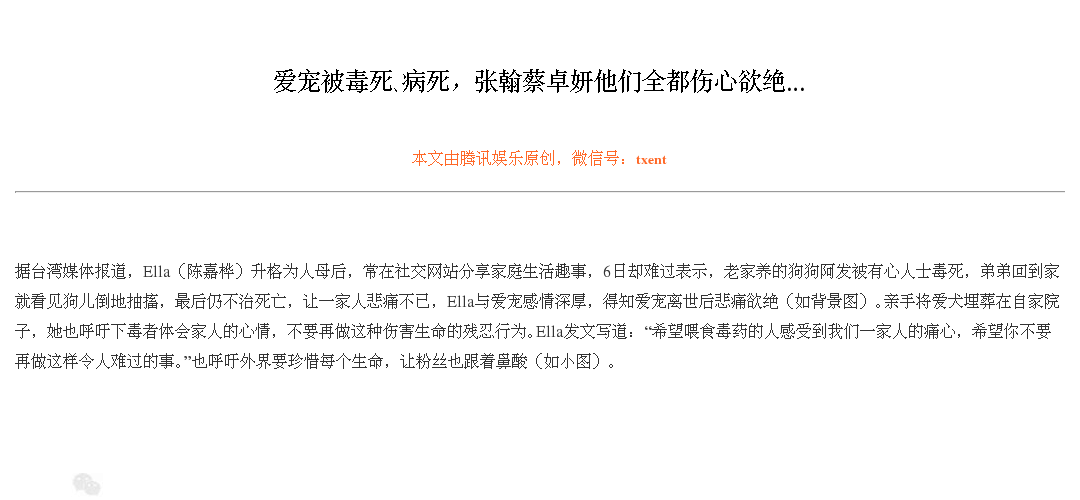 爱宠被毒死、病死，张翰蔡卓妍他们全都伤心欲绝...
本文由腾讯娱乐原创，微信号：txent
据台湾媒体报道，Ella（陈嘉桦）升格为人母后，常在社交网站分享家庭生活趣事，6日却难过表示，老家养的狗狗阿发被有心人士毒死，弟弟回到家
就看见狗儿倒地抽搐，最后仍不治死亡，让一家人悲痛不已，Ella与爱宠感情深厚，得知爱宠离世后悲痛欲绝（如背景图）。亲手将爱犬埋葬在自家院
子，她也呼吁下毒者体会家人的心情，不要再做这种伤害生命的残忍行为。Ella发文写道：“希望喂食毒药的人感受到我们一家人的痛心，希望你不要
再做这样令人难过的事。”也呼吁外界要珍惜每个生命，让粉丝也跟着鼻酸（如小图）。